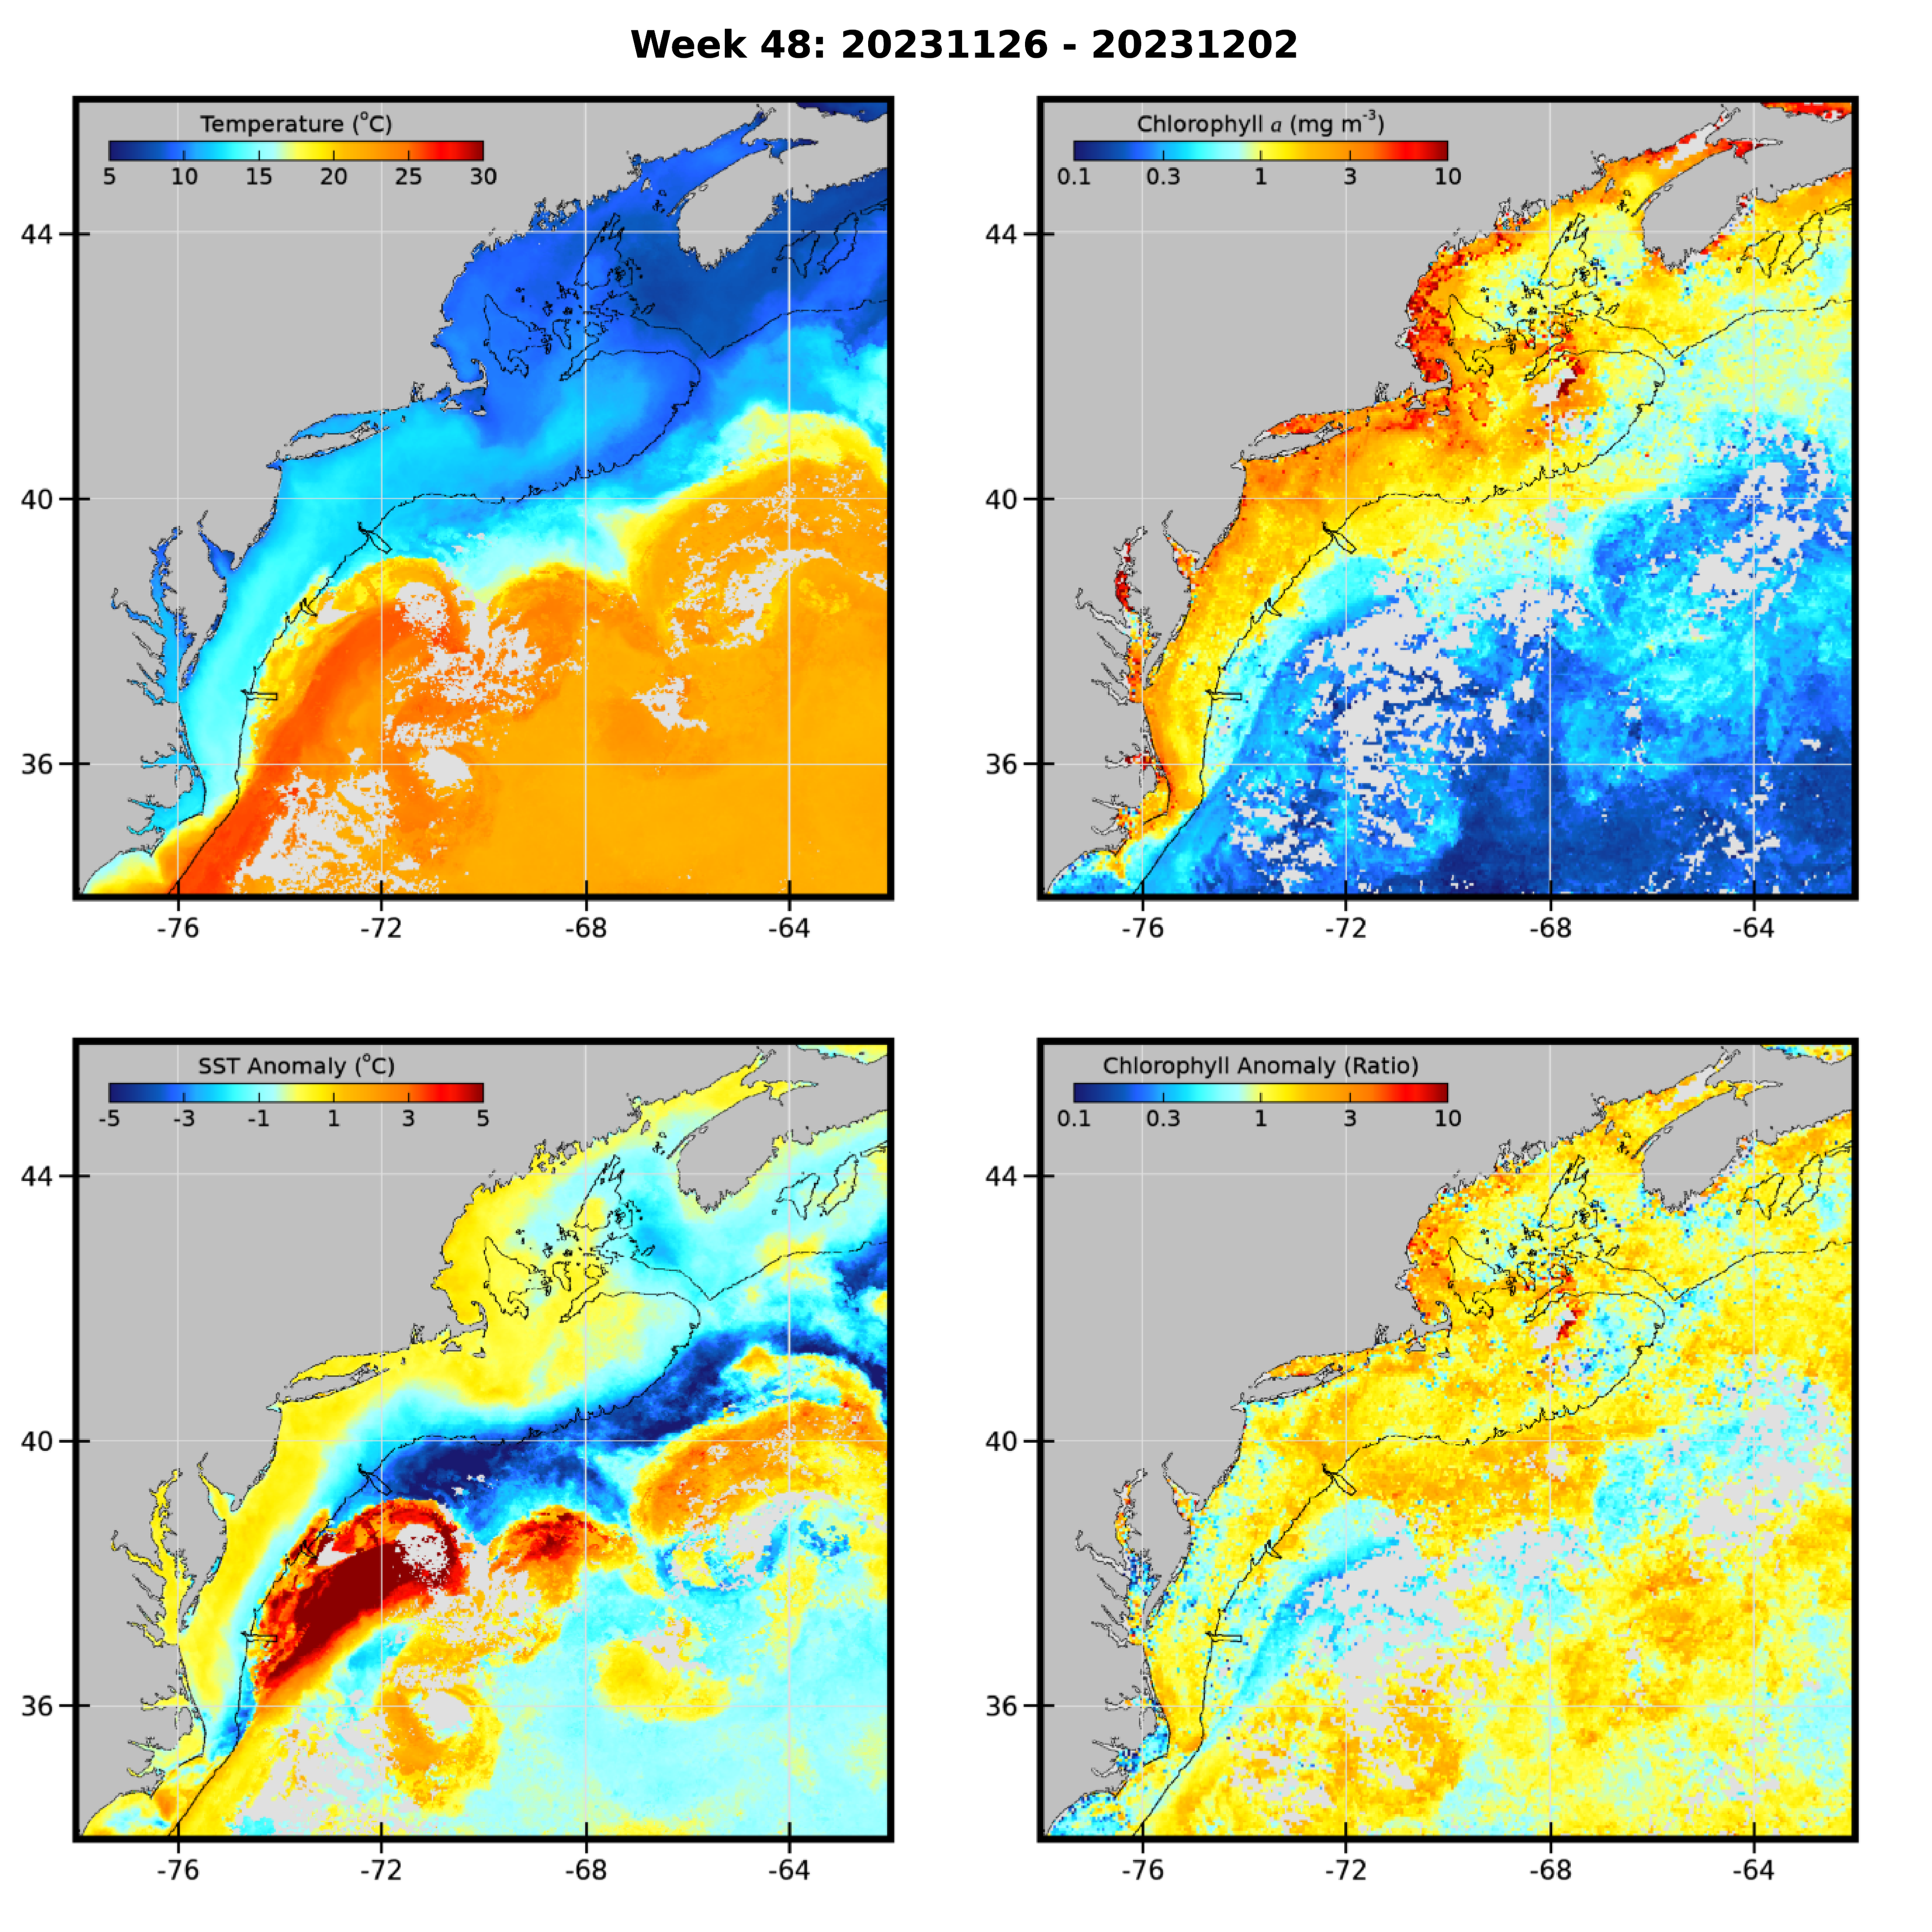 Week 48: 20231126 - 20231202
Temperature (°C)
5 10 15 20 25 30
44
40
36
-76 -72 -68 -64
Chlorophyll a (mg m⁻³)
0.1 0.3 1 3 10
44
40
36
-76 -72 -68 -64
SST Anomaly (°C)
-5 -3 -1 1 3 5
44
40
36
-76 -72 -68 -64
Chlorophyll Anomaly (Ratio)
0.1 0.3 1 3 10
44
40
36
-76 -72 -68 -64